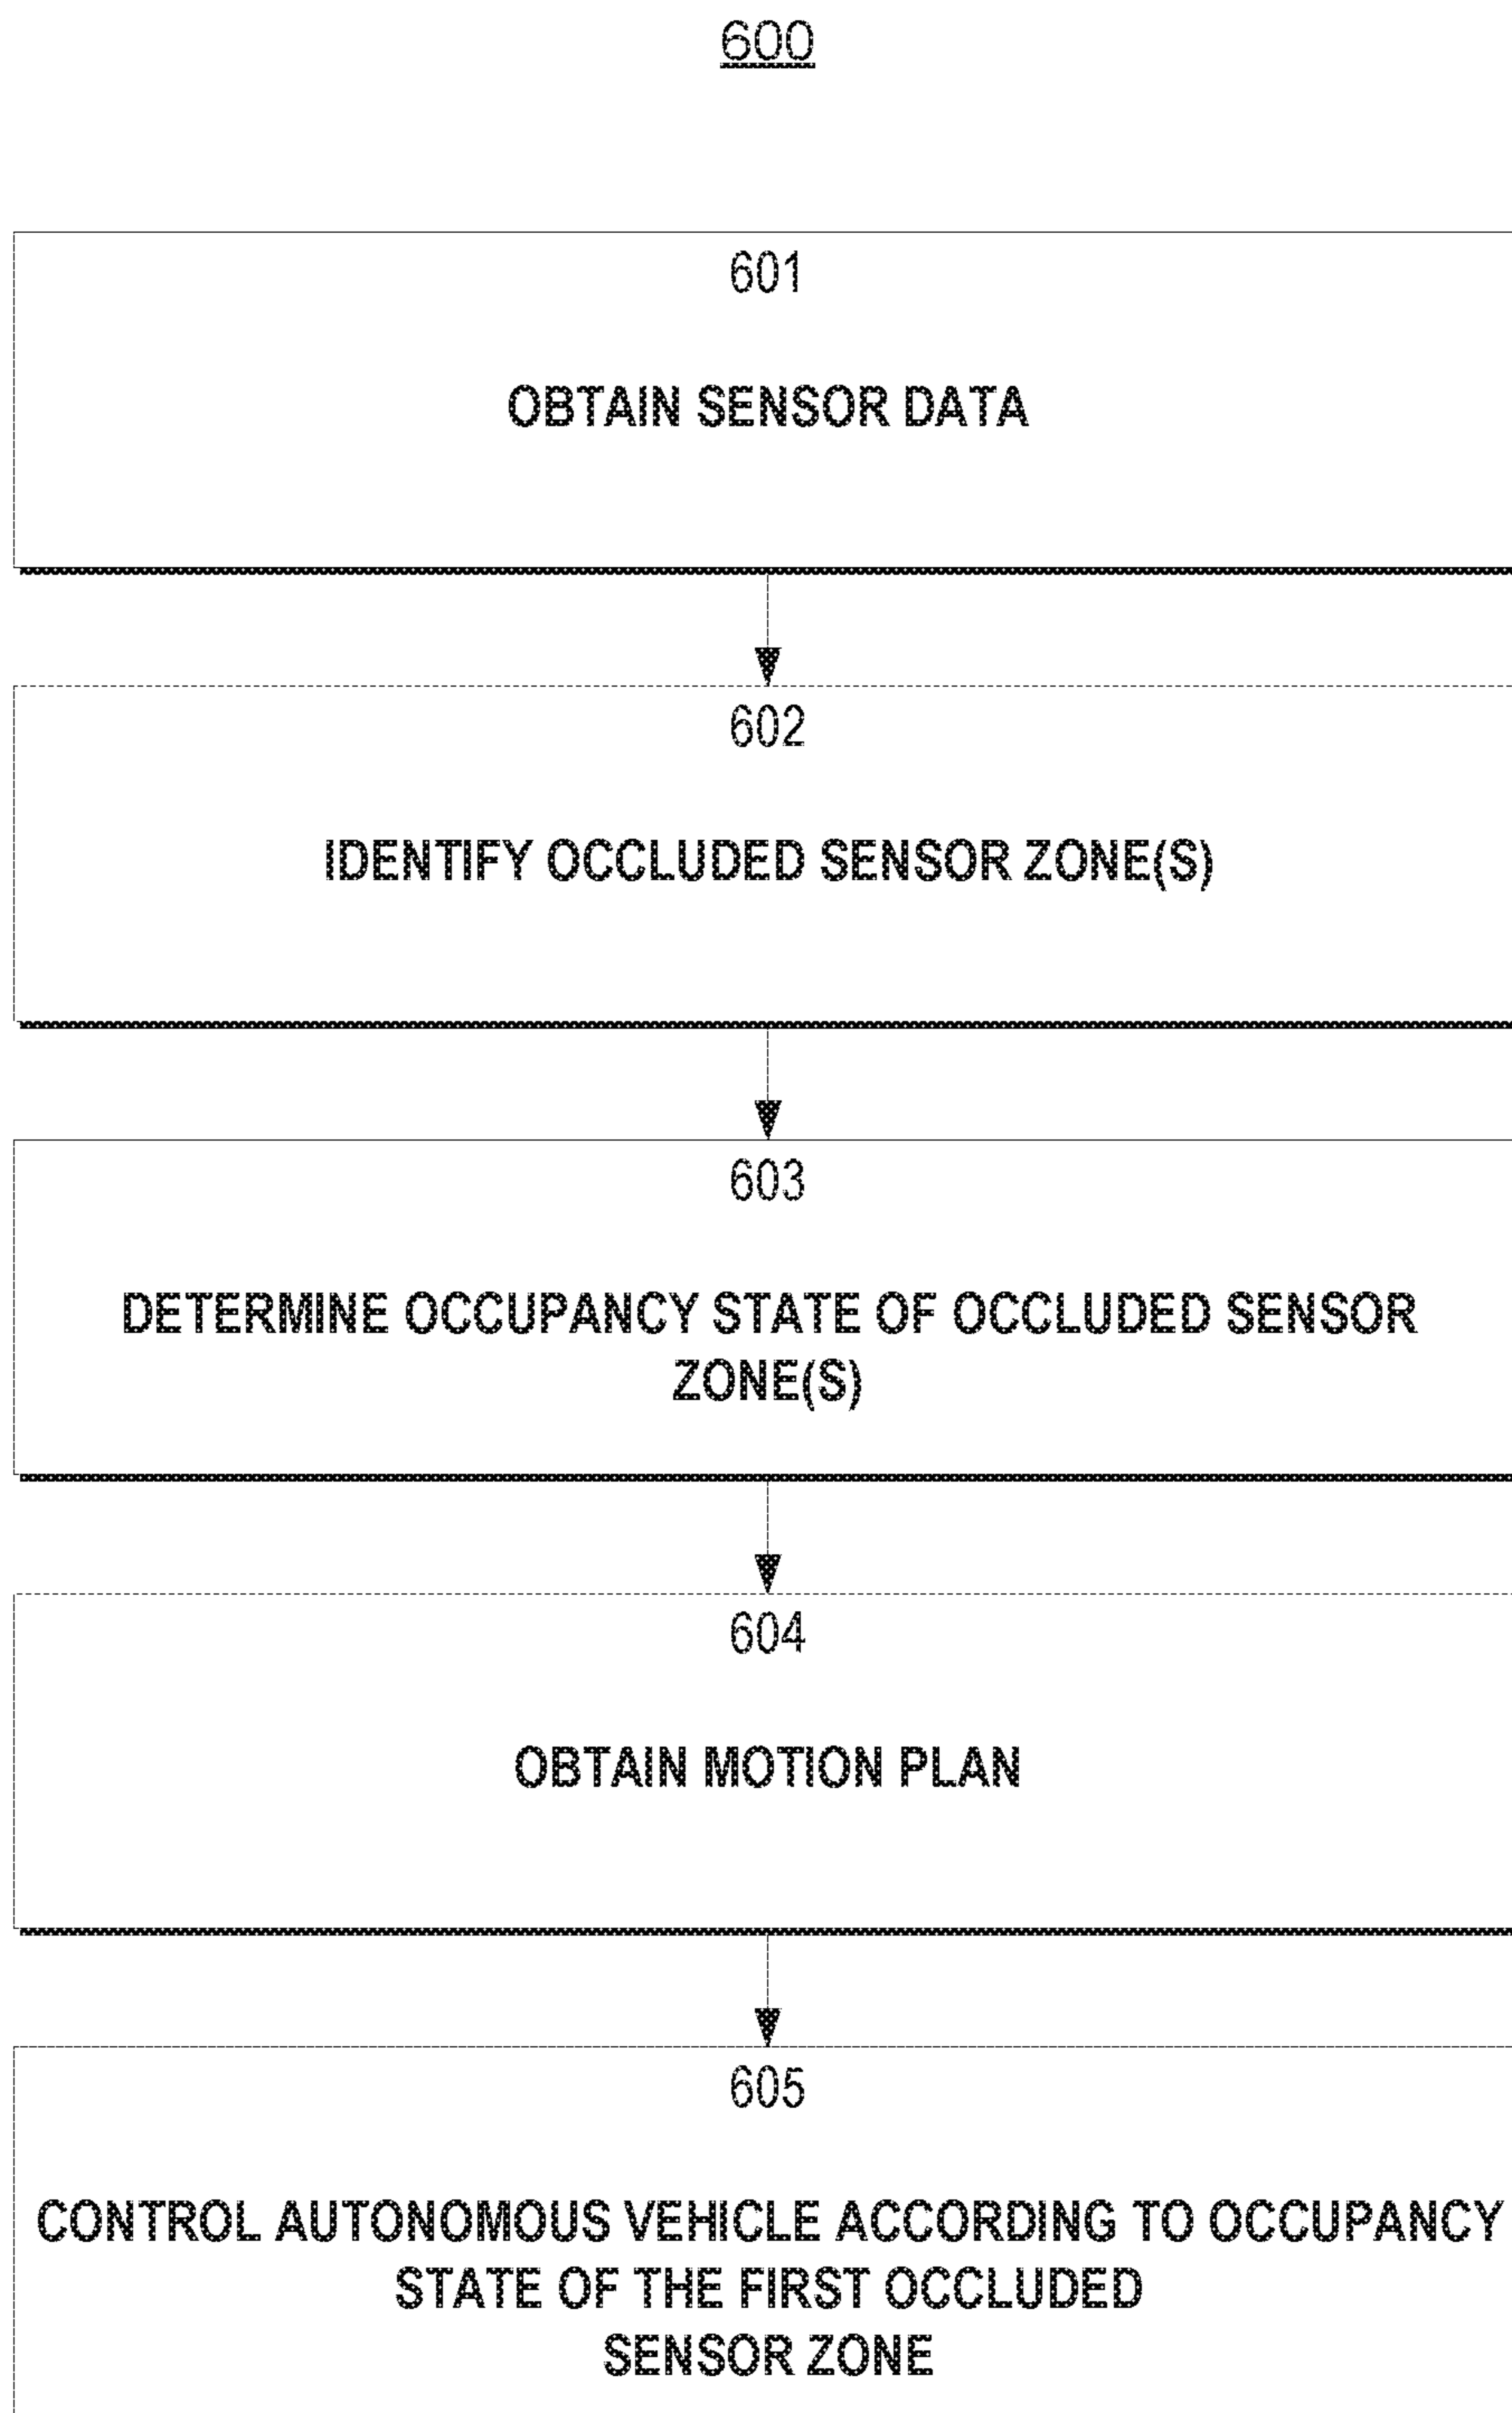 600
601
OBTAIN SENSOR DATA
602
IDENTIFY OCCLUDED SENSOR ZONE(S)
603
DETERMINE OCCUPANCY STATE OF OCCLUDED SENSOR
ZONE(S)
604
OBTAIN MOTION PLAN
605
CONTROL AUTONOMOUS VEHICLE ACCORDING TO OCCUPANCY
STATE OF THE FIRST OCCLUDED
SENSOR ZONE